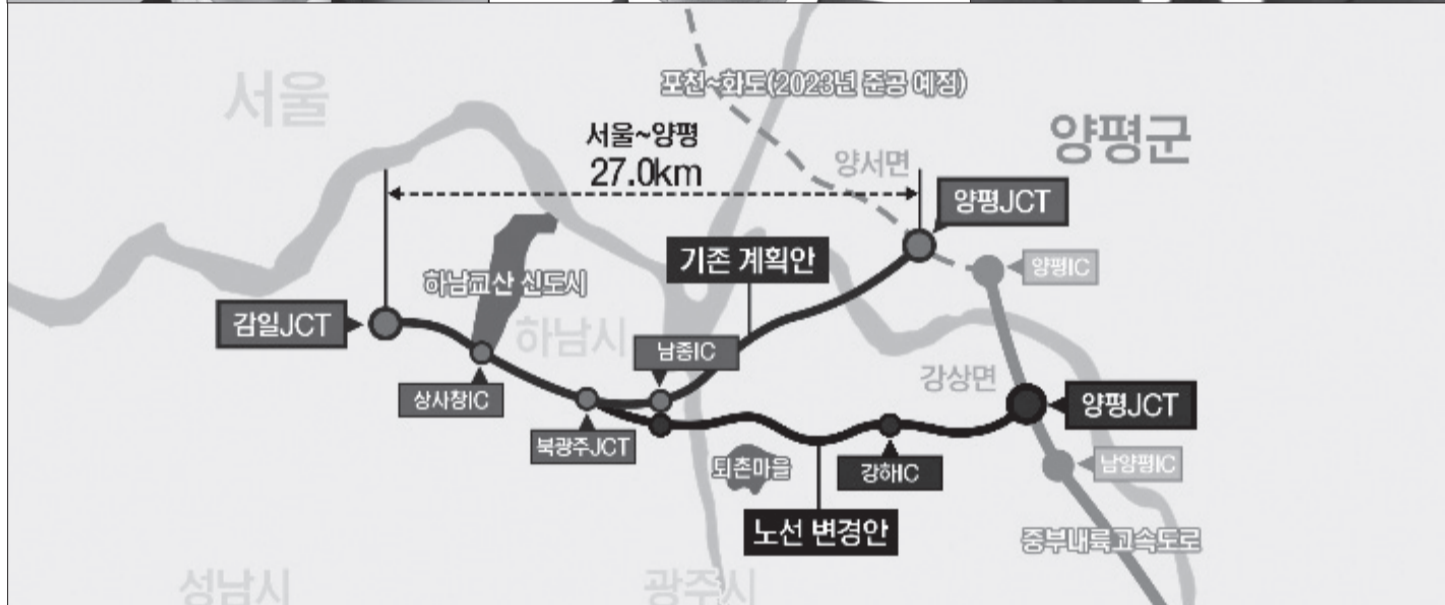 서울
포천~화도(2023년 준공 예정)
양평군
서울~양평
27.0km
양서면
양평JCT
기존 계획안
양평IC
하남교산 신도시
감일JCT
하남시
남종IC
강상면
상사창IC
양평JCT
북광주JCT
퇴촌마을
강하IC
남양평IC
노선 변경안
중부내륙고속도로
성남시
광주시